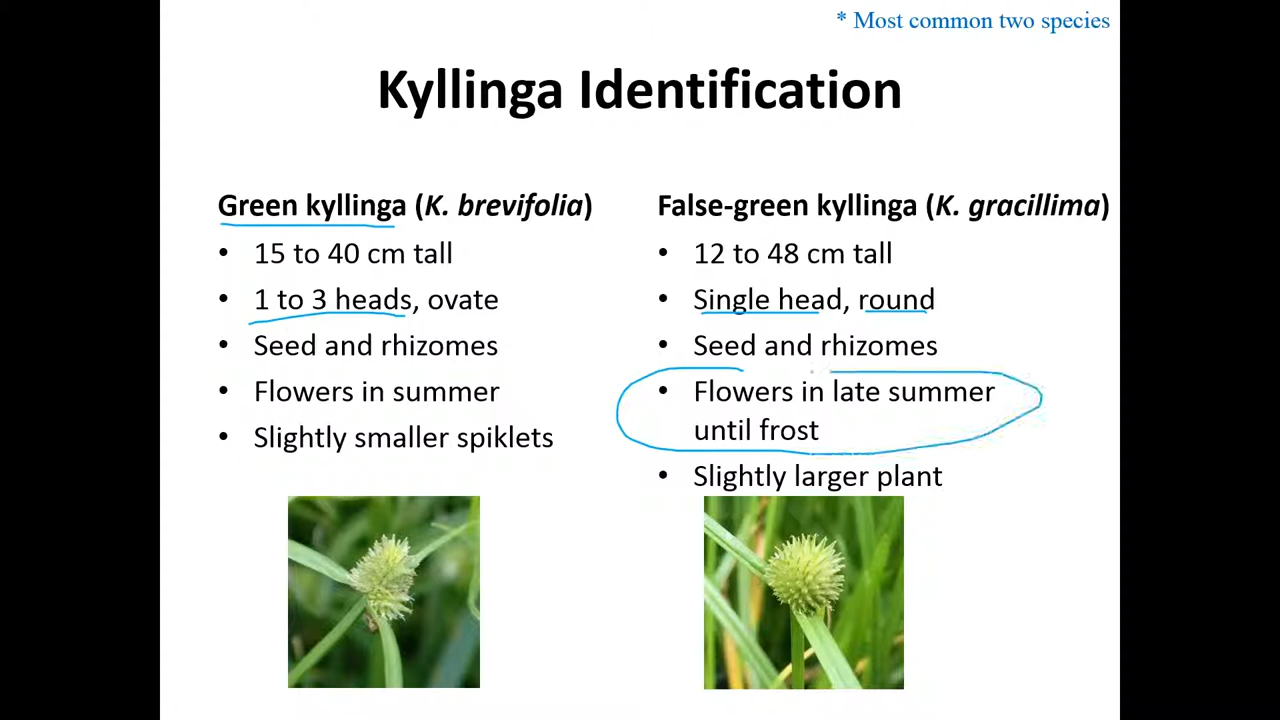 * Most common two species
Kyllinga Identification
Green kyllinga (K. brevifolia)
• 15 to 40 cm tall
• 1 to 3 heads, ovate
• Seed and rhizomes
• Flowers in summer
• Slightly smaller spiklets
False-green kyllinga (K. gracillima)
• 12 to 48 cm tall
• Single head, round
• Seed and rhizomes
• Flowers in late summer
until frost
• Slightly larger plant